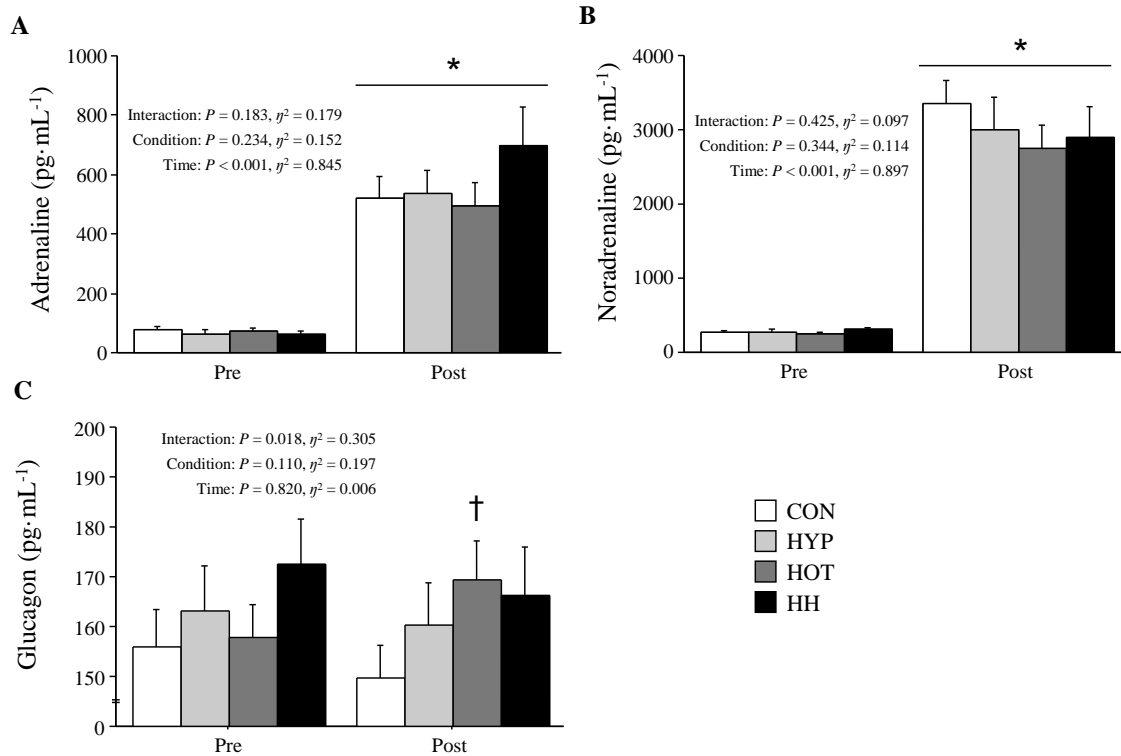 A
Adrenaline (pg·mL⁻¹)
1000
800
600
400
200
0
Interaction: P = 0.183, η² = 0.179
Condition: P = 0.234, η² = 0.152
Time: P < 0.001, η² = 0.845
*
Pre
Post
B
Noradrenaline (pg·mL⁻¹)
4000
3000
2000
1000
0
Interaction: P = 0.425, η² = 0.097
Condition: P = 0.344, η² = 0.114
Time: P < 0.001, η² = 0.897
*
Pre
Post
C
Glucagon (pg·mL⁻¹)
200
190
180
170
160
150
0
Interaction: P = 0.018, η² = 0.305
Condition: P = 0.110, η² = 0.197
Time: P = 0.820, η² = 0.006
†
Pre
Post
CON
HYP
HOT
HH